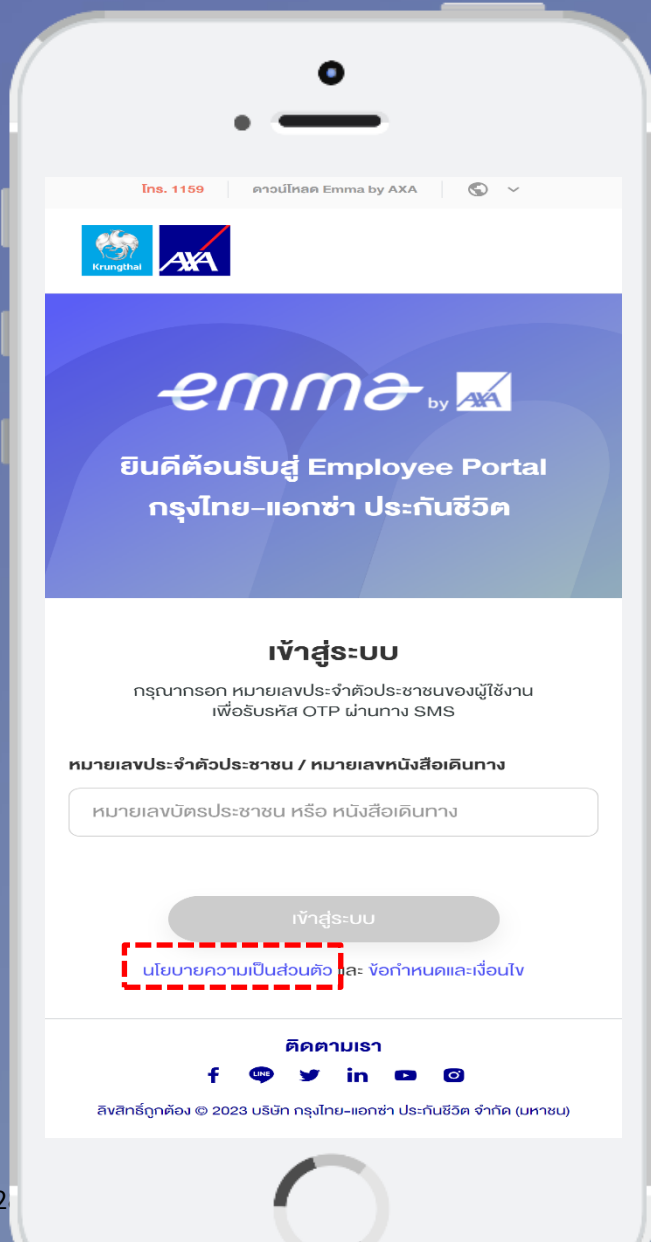 โทร. 1159 ดาวน์โหลด Emma by AXA
Krungthai AXA
emma by AXA
ยินดีต้อนรับสู่ Employee Portal
กรุงไทย-แอกซ่า ประกันชีวิต
เข้าสู่ระบบ
กรุณากรอก หมายเลขประจำตัวประชาชนของผู้ใช้งาน
เพื่อรับรหัส OTP ผ่านทาง SMS
หมายเลขประจำตัวประชาชน / หมายเลขหนังสือเดินทาง
หมายเลขบัตรประชาชน หรือ หนังสือเดินทาง
เข้าสู่ระบบ
นโยบายความเป็นส่วนตัว และ ข้อกำหนดและเงื่อนไข
ติดตามเรา
LINE
ลิขสิทธิ์ถูกต้อง © 2023 บริษัท กรุงไทย-แอกซ่า ประกันชีวิต จำกัด (มหาชน)
2